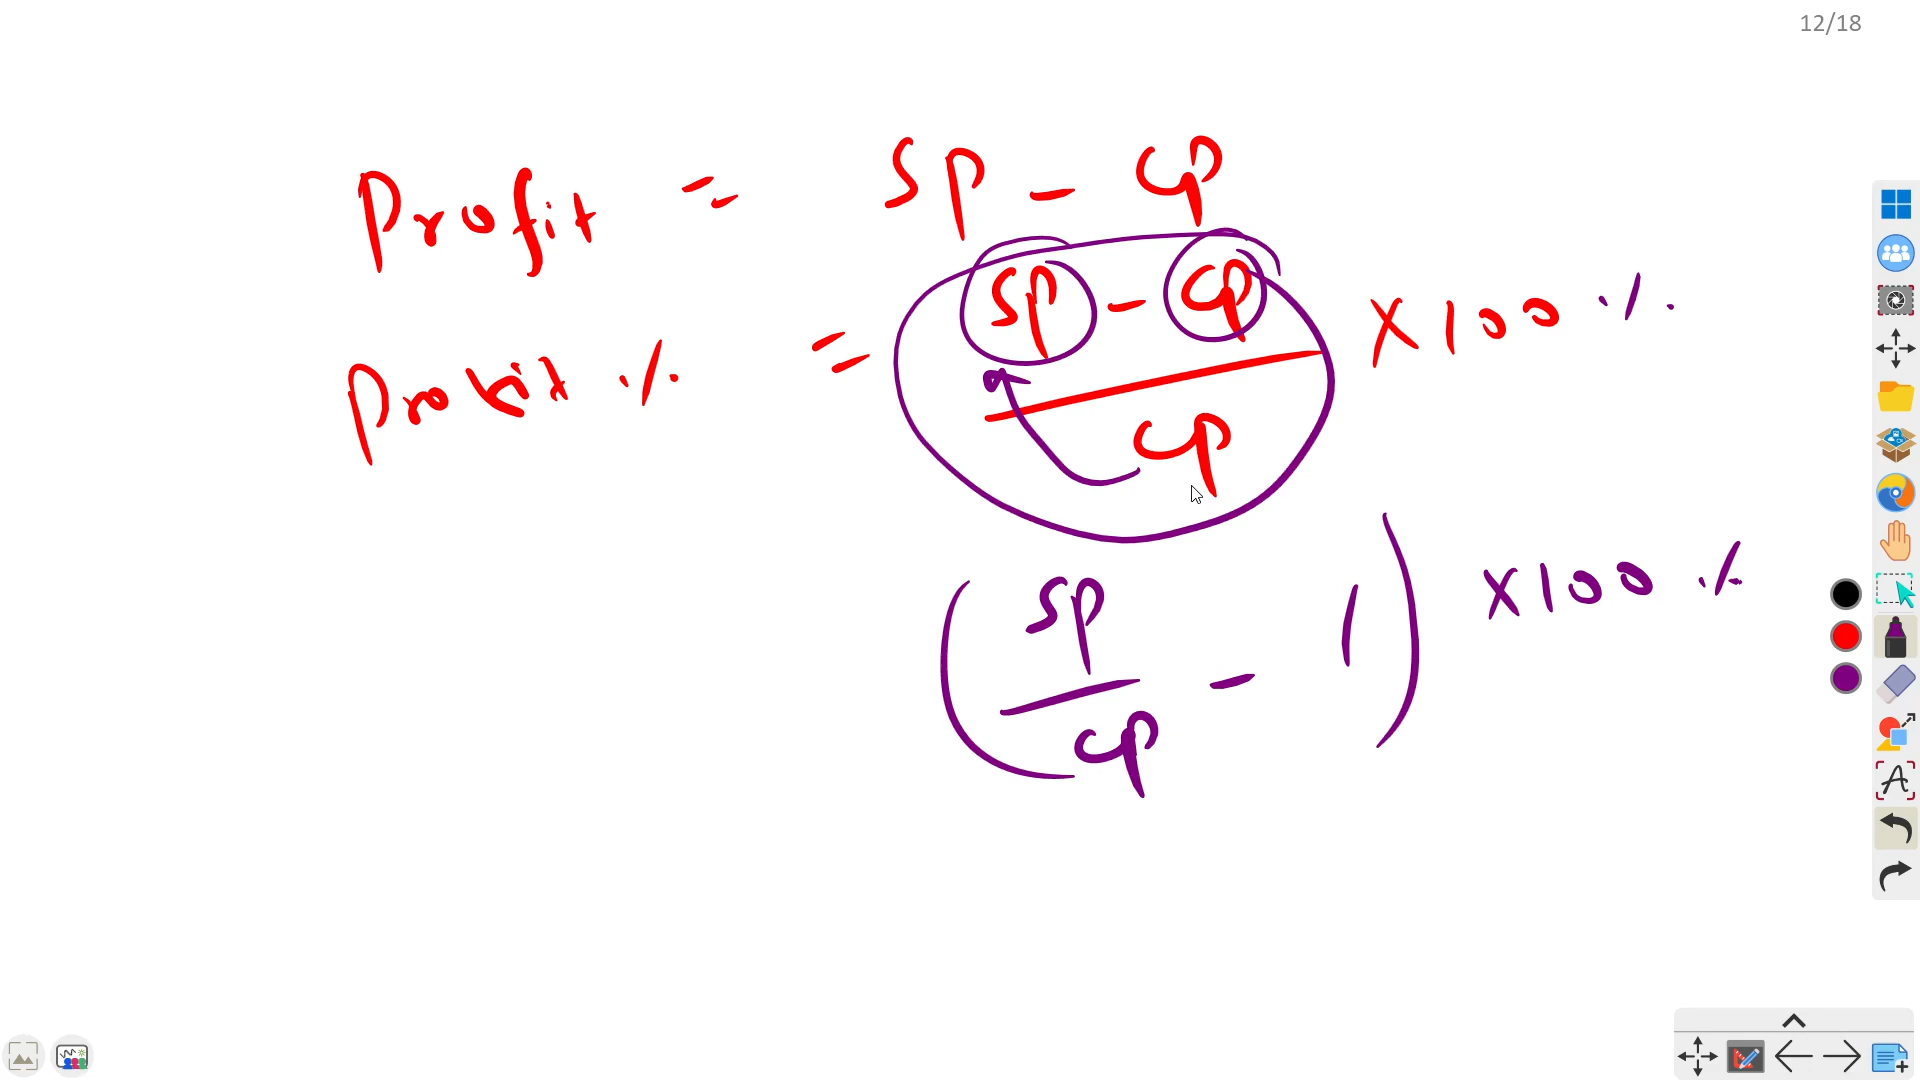 12/18
Profit = SP - CP
Profit % = SP - CP / CP X 100 %
( SP / CP - 1 ) X 100 %